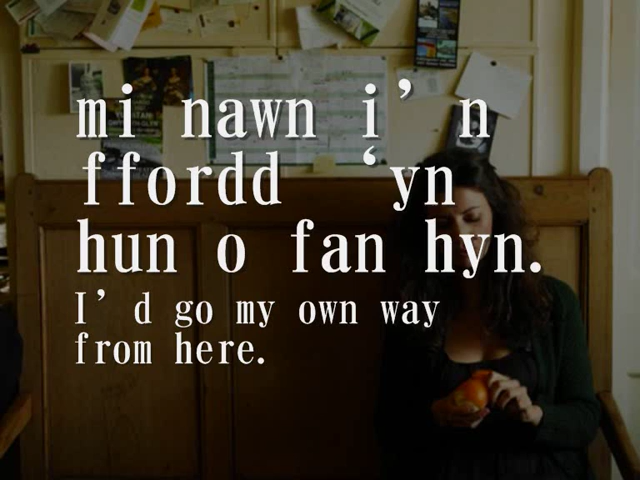 mi nawn i’n
ffordd ‘yn
hun o fan hyn.
I’d go my own way
from here.